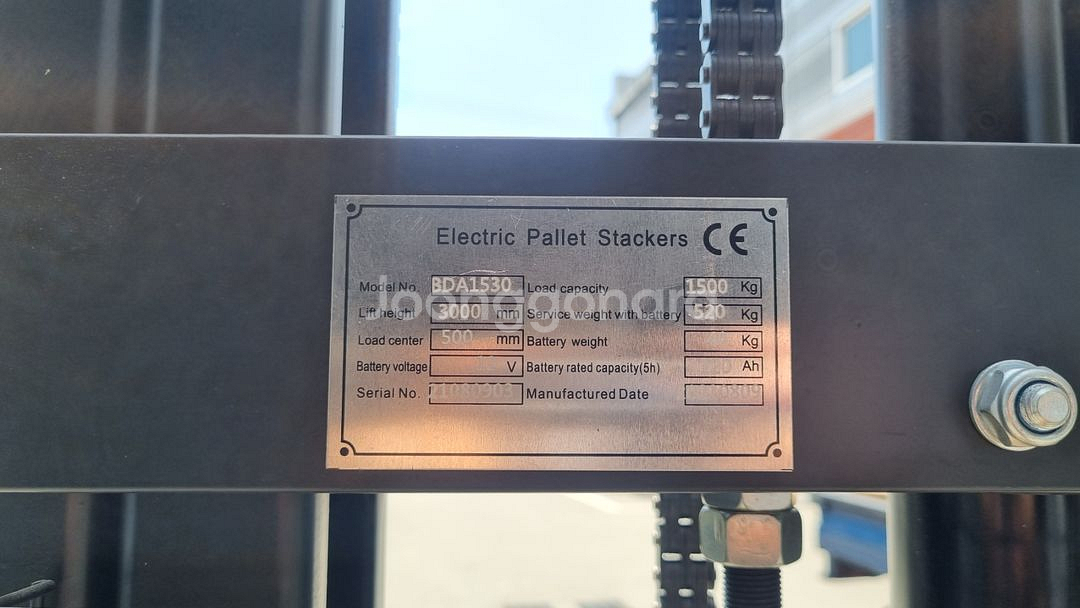 Electric Pallet Stackers CE
Model No. BDA1530 Load capacity 1500 Kg
Lift height 3000 mm Service weight with battery 520 Kg
Load center 500 mm Battery weight Kg
Battery voltage V Battery rated capacity(5h) Ah
Serial No. 21080903 Manufactured Date
joonggonara